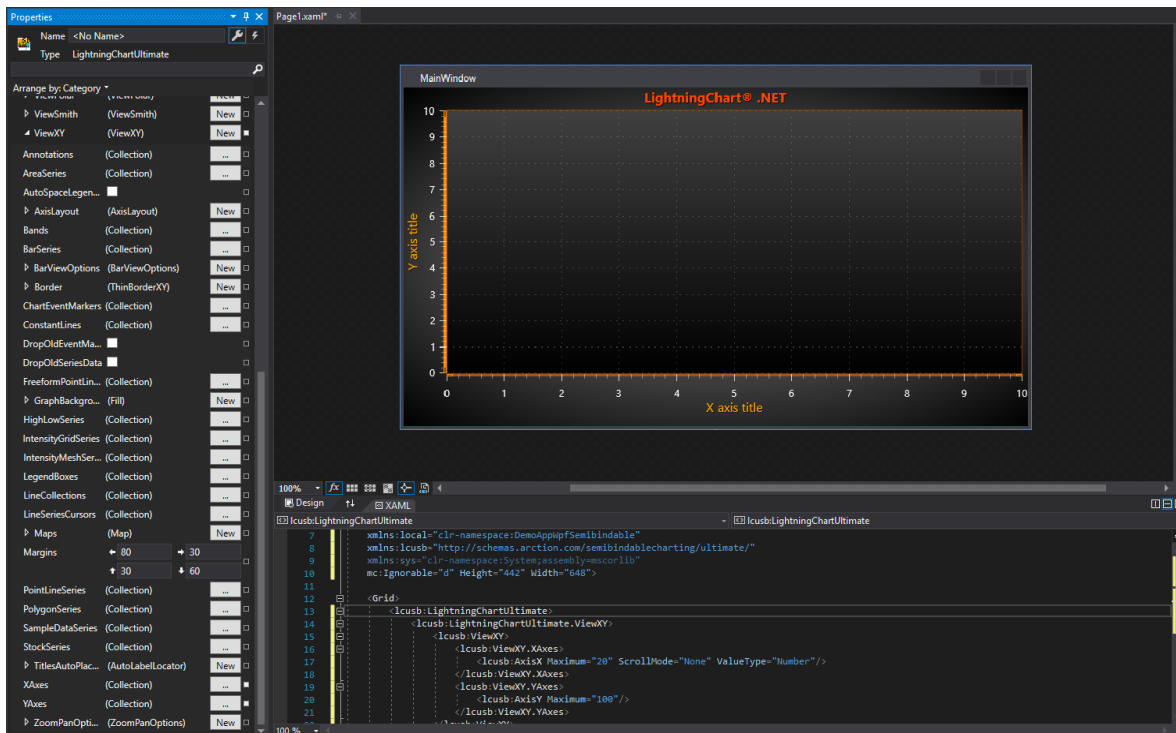 Properties
Name <No Name>
Type LightningChartUltimate
Arrange by: Category
ViewPolar (ViewPolar) New
ViewSmith (ViewSmith) New
ViewXY (ViewXY) New
Annotations (Collection) ...
AreaSeries (Collection) ...
AutoSpaceLegen...
AxisLayout (AxisLayout) New
Bands (Collection) ...
BarSeries (Collection) ...
BarViewOptions (BarViewOptions) New
Border (ThinBorderXY) New
ChartEventMarkers (Collection) ...
ConstantLines (Collection) ...
DropOldEventMa...
DropOldSeriesData
FreeformPointLin... (Collection) ...
GraphBackgro... (Fill) New
HighLowSeries (Collection) ...
IntensityGridSeries (Collection) ...
IntensityMeshSer... (Collection) ...
LegendBoxes (Collection) ...
LineCollections (Collection) ...
LineSeriesCursors (Collection) ...
Maps (Map) New
Margins 80 30
30 60
PointLineSeries (Collection) ...
PolygonSeries (Collection) ...
SampleDataSeries (Collection) ...
StockSeries (Collection) ...
TitlesAutoPlac... (AutoLabelLocator) New
XAxes (Collection) ...
YAxes (Collection) ...
ZoomPanOpti... (ZoomPanOptions) New
Page1.xaml*
MainWindow
LightningChart® .NET
10
9
8
7
6
5
4
3
2
1
0
Y axis title
0 1 2 3 4 5 6 7 8 9 10
X axis title
100% fx
Design XAML
lcusb:LightningChartUltimate lcusb:LightningChartUltimate
7 xmlns:local="clr-namespace:DemoAppWpfSemibindable"
8 xmlns:lcusb="http://schemas.arction.com/semibindablecharting/ultimate/"
9 xmlns:sys="clr-namespace:System;assembly=mscorlib"
10 mc:Ignorable="d" Height="442" Width="648">
11
12 <Grid>
13 <lcusb:LightningChartUltimate>
14 <lcusb:LightningChartUltimate.ViewXY>
15 <lcusb:ViewXY>
16 <lcusb:ViewXY.XAxes>
17 <lcusb:AxisX Maximum="20" ScrollMode="None" ValueType="Number"/>
18 </lcusb:ViewXY.XAxes>
19 <lcusb:ViewXY.YAxes>
20 <lcusb:AxisY Maximum="100"/>
21 </lcusb:ViewXY.YAxes>
</lcusb:ViewXY>
100 %